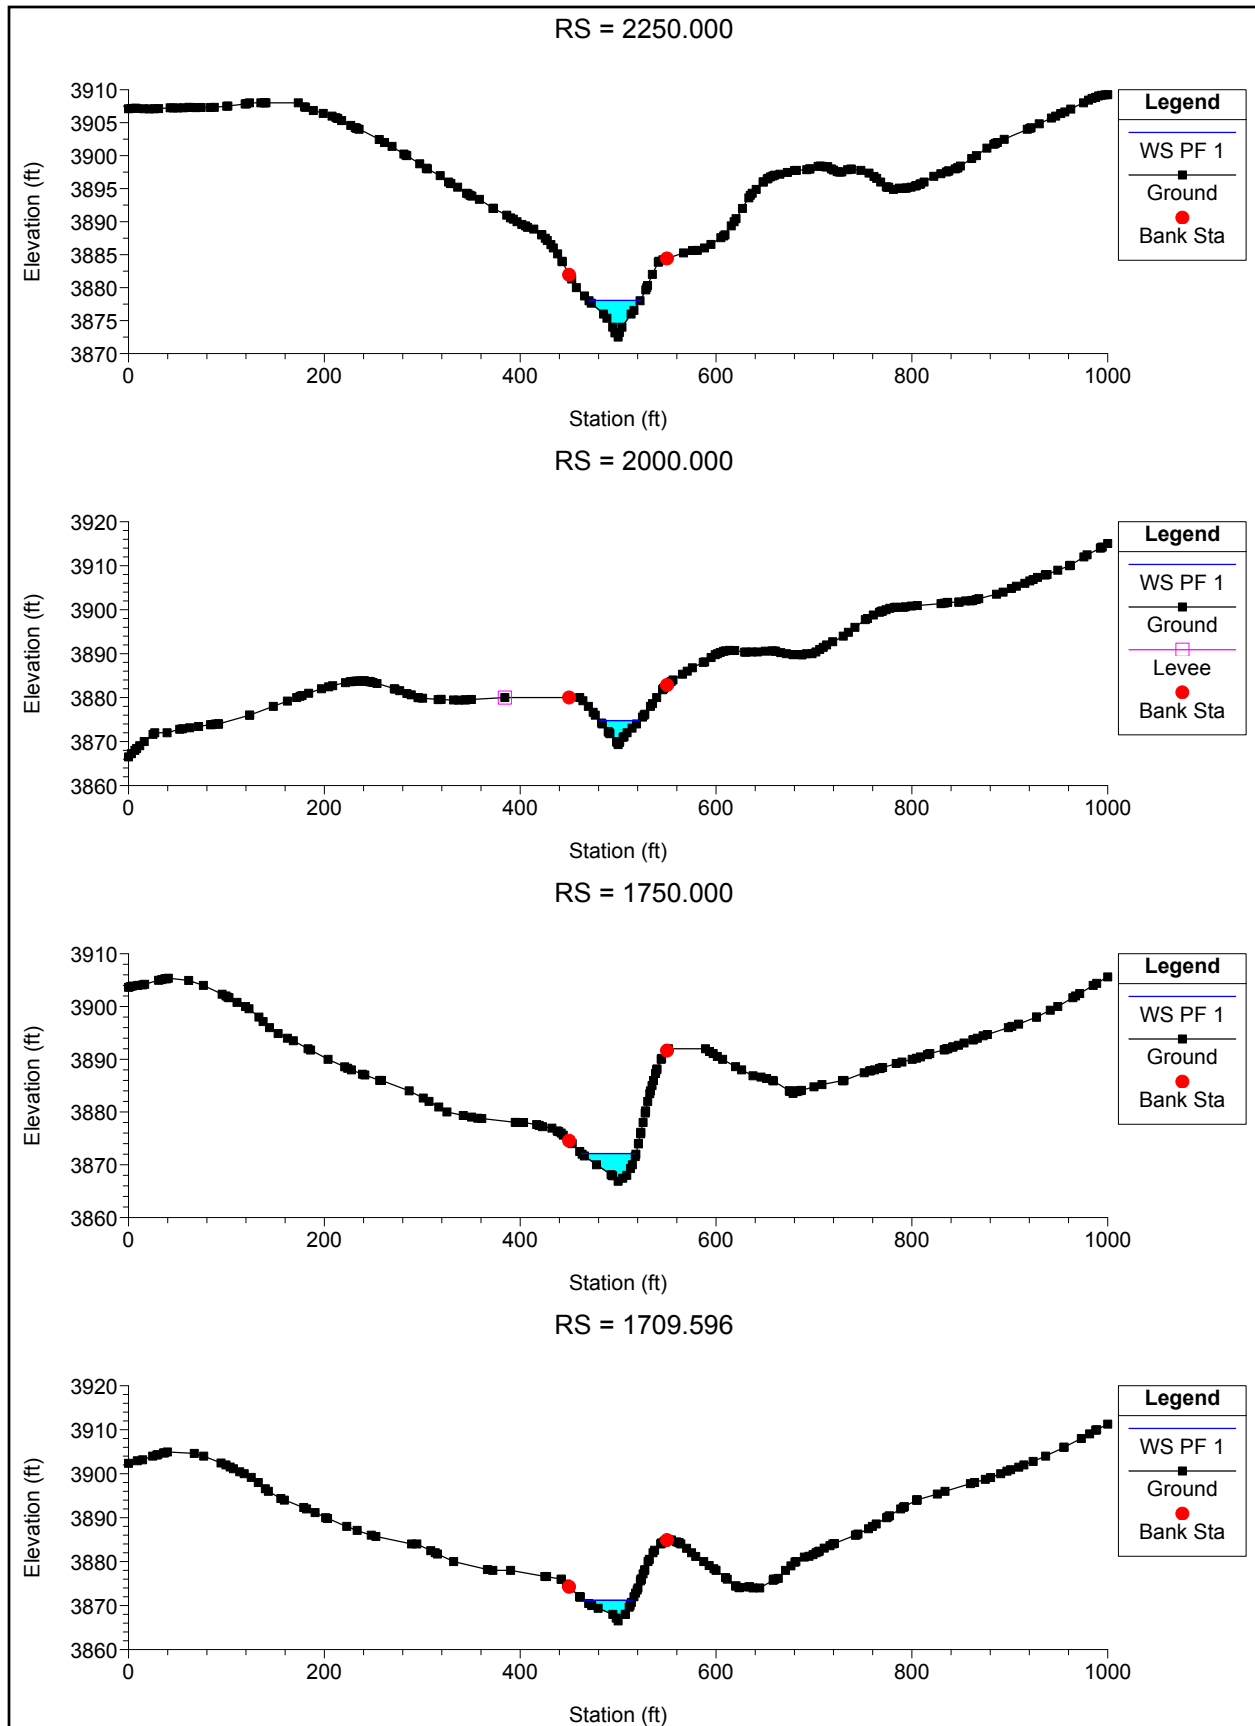 RS = 2250.000
Elevation (ft)
3910
3905
3900
3895
3890
3885
3880
3875
3870
0 200 400 600 800 1000
Station (ft)
Legend
WS PF 1
Ground
Bank Sta
RS = 2000.000
Elevation (ft)
3920
3910
3900
3890
3880
3870
3860
0 200 400 600 800 1000
Station (ft)
Legend
WS PF 1
Ground
Levee
Bank Sta
RS = 1750.000
Elevation (ft)
3910
3900
3890
3880
3870
3860
0 200 400 600 800 1000
Station (ft)
Legend
WS PF 1
Ground
Bank Sta
RS = 1709.596
Elevation (ft)
3920
3910
3900
3890
3880
3870
3860
0 200 400 600 800 1000
Station (ft)
Legend
WS PF 1
Ground
Bank Sta